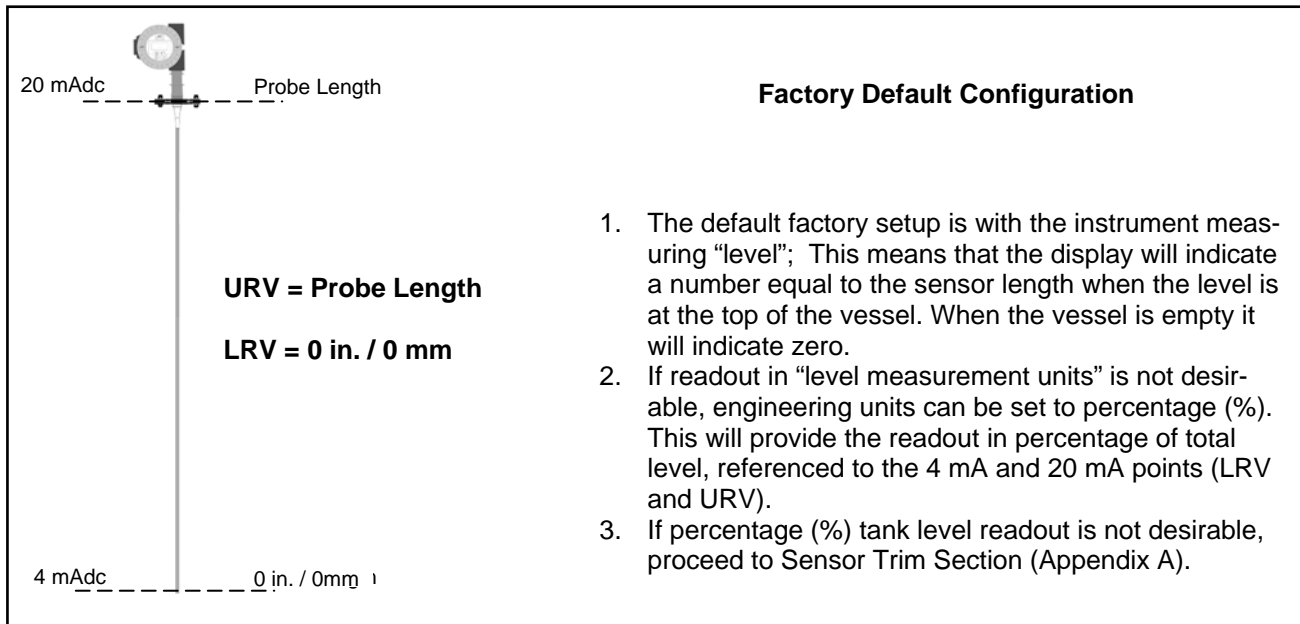 20 mAdc
Probe Length
URV = Probe Length
LRV = 0 in. / 0 mm
4 mAdc
0 in. / 0mm
Factory Default Configuration
1. The default factory setup is with the instrument meas-
uring “level”; This means that the display will indicate
a number equal to the sensor length when the level is
at the top of the vessel. When the vessel is empty it
will indicate zero.
2. If readout in “level measurement units” is not desir-
able, engineering units can be set to percentage (%).
This will provide the readout in percentage of total
level, referenced to the 4 mA and 20 mA points (LRV
and URV).
3. If percentage (%) tank level readout is not desirable,
proceed to Sensor Trim Section (Appendix A).